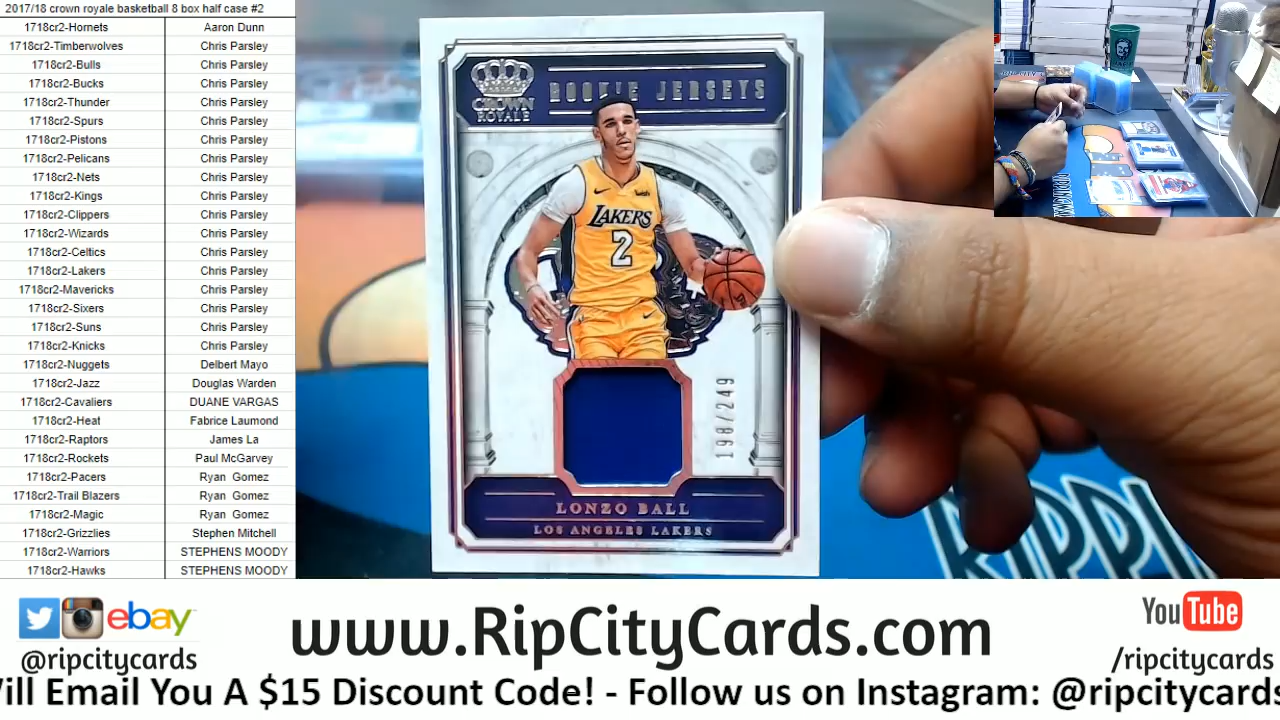 2017/18 crown royale basketball 8 box half case #2
1718cr2-Hornets Aaron Dunn
1718cr2-Timberwolves Chris Parsley
1718cr2-Bulls Chris Parsley
1718cr2-Bucks Chris Parsley
1718cr2-Thunder Chris Parsley
1718cr2-Spurs Chris Parsley
1718cr2-Pistons Chris Parsley
1718cr2-Pelicans Chris Parsley
1718cr2-Nets Chris Parsley
1718cr2-Kings Chris Parsley
1718cr2-Clippers Chris Parsley
1718cr2-Wizards Chris Parsley
1718cr2-Celtics Chris Parsley
1718cr2-Lakers Chris Parsley
1718cr2-Mavericks Chris Parsley
1718cr2-Sixers Chris Parsley
1718cr2-Suns Chris Parsley
1718cr2-Knicks Chris Parsley
1718cr2-Nuggets Delbert Mayo
1718cr2-Jazz Douglas Warden
1718cr2-Cavaliers DUANE VARGAS
1718cr2-Heat Fabrice Laumond
1718cr2-Raptors James La
1718cr2-Rockets Paul McGarvey
1718cr2-Pacers Ryan Gomez
1718cr2-Trail Blazers Ryan Gomez
1718cr2-Magic Ryan Gomez
1718cr2-Grizzlies Stephen Mitchell
1718cr2-Warriors STEPHENS MOODY
1718cr2-Hawks STEPHENS MOODY
CROWN
ROYALE
ROOKIE JERSEYS
wish
LAKERS
2
198/249
LONZO BALL
LOS ANGELES LAKERS
RIPPI
ebay
@ripcitycards
www.RipCityCards.com
YouTube
/ripcitycards
Will Email You A $15 Discount Code! - Follow us on Instagram: @ripcitycards